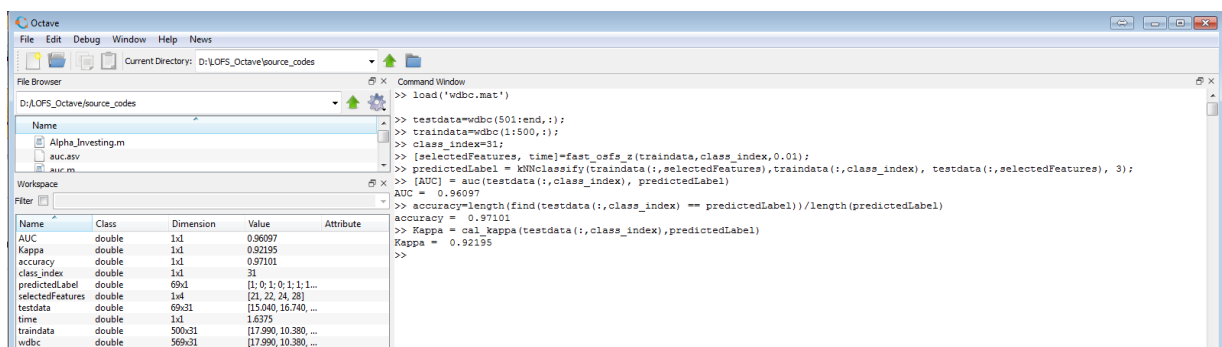 Octave
File Edit Debug Window Help News
Current Directory: D:\LOFS_Octave\source_codes
File Browser
D:/LOFS_Octave/source_codes
Name
Alpha_Investing.m
auc.asv
auc.m
Workspace
Filter
Name Class Dimension Value Attribute
AUC double 1x1 0.96097
Kappa double 1x1 0.92195
accuracy double 1x1 0.97101
class_index double 1x1 31
predictedLabel double 69x1 [1; 0; 1; 0; 1; 1; 1...
selectedFeatures double 1x4 [21, 22, 24, 28]
testdata double 69x31 [15.040, 16.740, ...
time double 1x1 1.6375
traindata double 500x31 [17.990, 10.380, ...
wdbc double 569x31 [17.990, 10.380, ...
Command Window
>> load('wdbc.mat')
>> testdata=wdbc(501:end,:);
>> traindata=wdbc(1:500,:);
>> class_index=31;
>> [selectedFeatures, time]=fast_osfs_z(traindata,class_index,0.01);
>> predictedLabel = kNNclassify(traindata(:,selectedFeatures),traindata(:,class_index), testdata(:,selectedFeatures), 3);
>> [AUC] = auc(testdata(:,class_index), predictedLabel)
AUC = 0.96097
>> accuracy=length(find(testdata(:,class_index) == predictedLabel))/length(predictedLabel)
accuracy = 0.97101
>> Kappa = cal_kappa(testdata(:,class_index),predictedLabel)
Kappa = 0.92195
>>